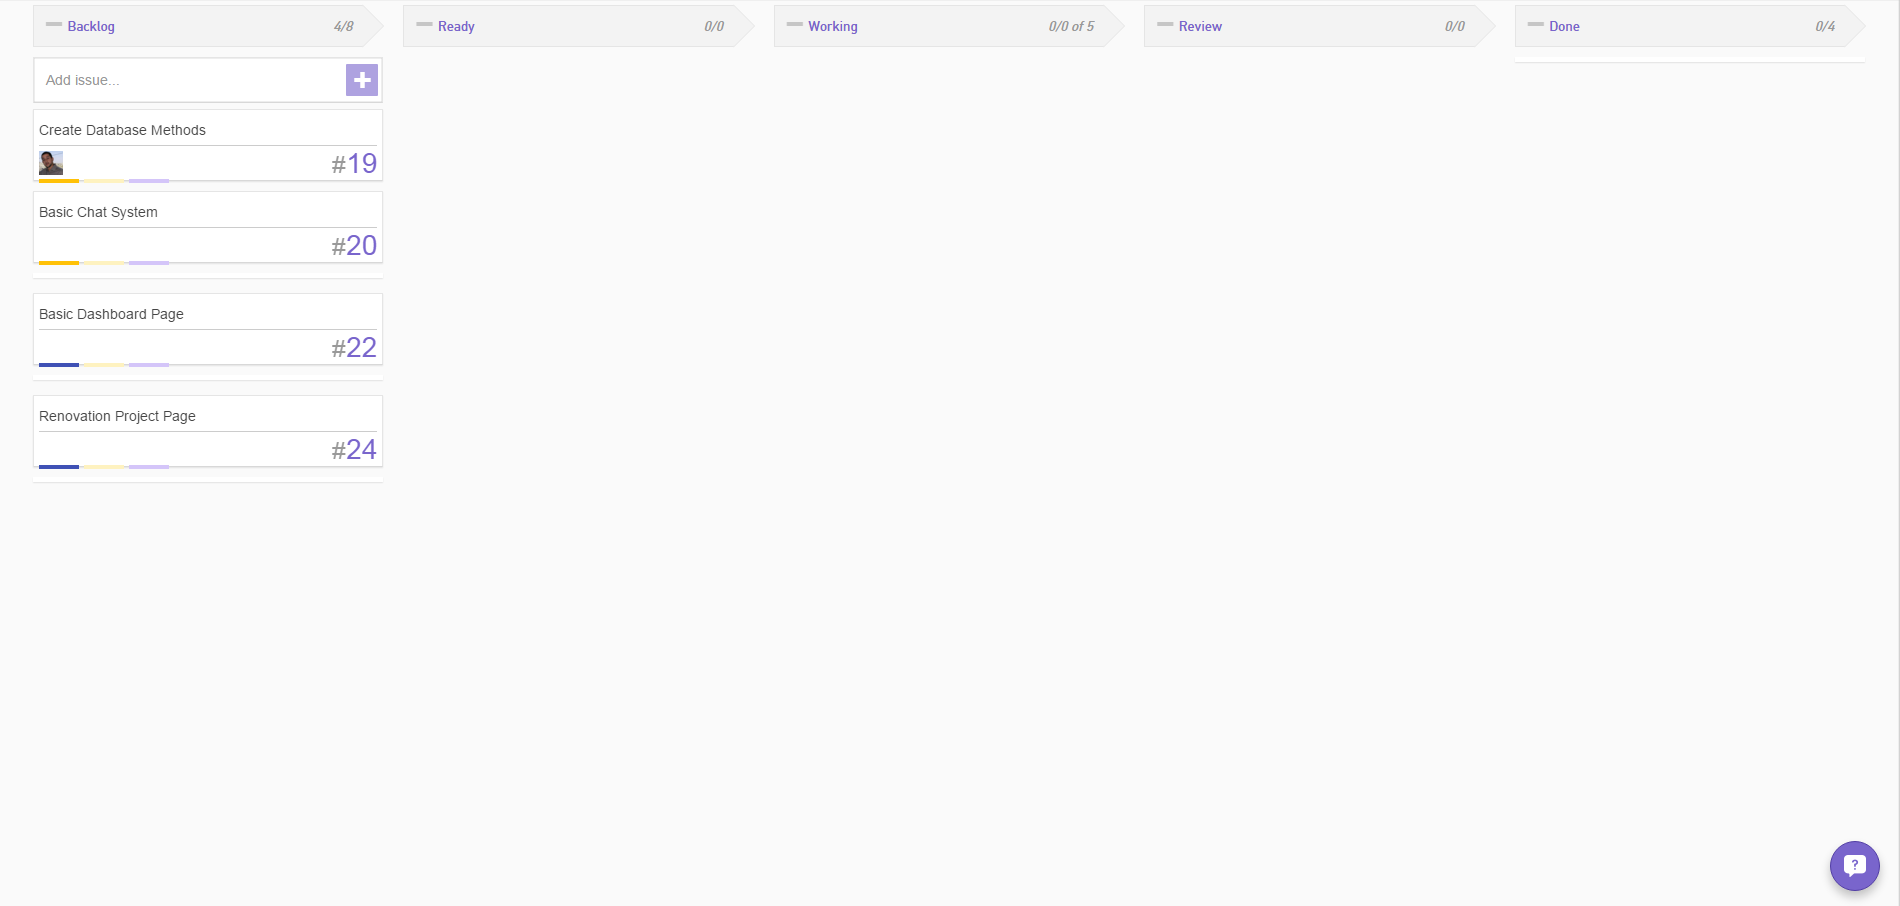 Backlog 4/8
Ready 0/0
Working 0/0 of 5
Review 0/0
Done 0/4
Add issue...
Create Database Methods
#19
Basic Chat System
#20
Basic Dashboard Page
#22
Renovation Project Page
#24
?